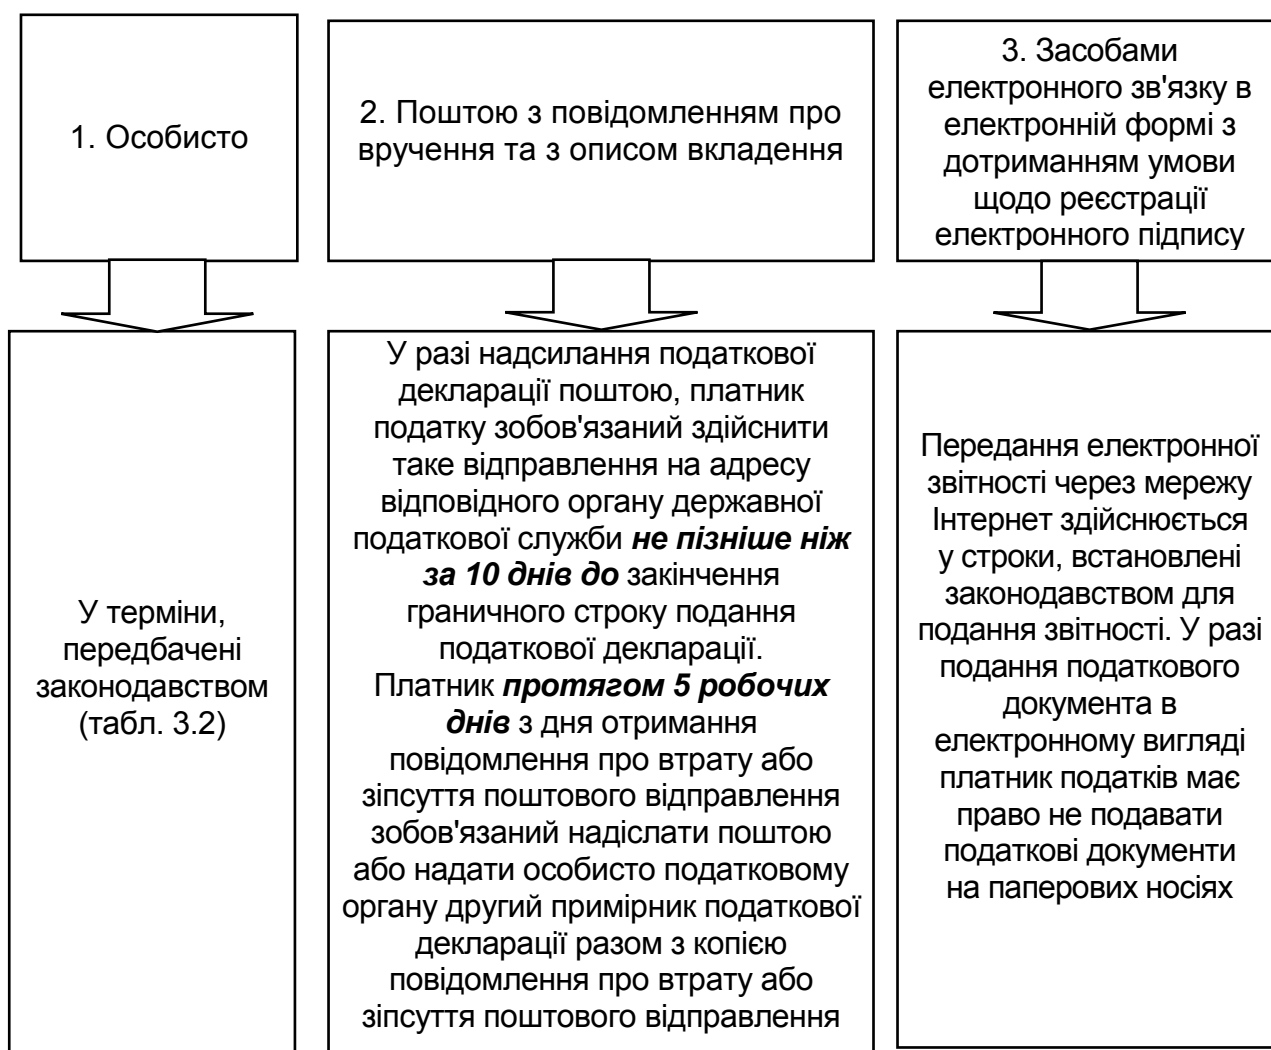 1. Особисто
2. Поштою з повідомленням про
вручення та з описом вкладення
3. Засобами
електронного зв'язку в
електронній формі з
дотриманням умови
щодо реєстрації
електронного підпису
У терміни,
передбачені
законодавством
(табл. 3.2)
У разі надсилання податкової
декларації поштою, платник
податку зобов'язаний здійснити
таке відправлення на адресу
відповідного органу державної
податкової служби не пізніше ніж
за 10 днів до закінчення
граничного строку подання
податкової декларації.
Платник протягом 5 робочих
днів з дня отримання
повідомлення про втрату або
зіпсуття поштового відправлення
зобов'язаний надіслати поштою
або надати особисто податковому
органу другий примірник податкової
декларації разом з копією
повідомлення про втрату або
зіпсуття поштового відправлення
Передання електронної
звітності через мережу
Інтернет здійснюється
у строки, встановлені
законодавством для
подання звітності. У разі
подання податкового
документа в
електронному вигляді
платник податків має
право не подавати
податкові документи
на паперових носіях